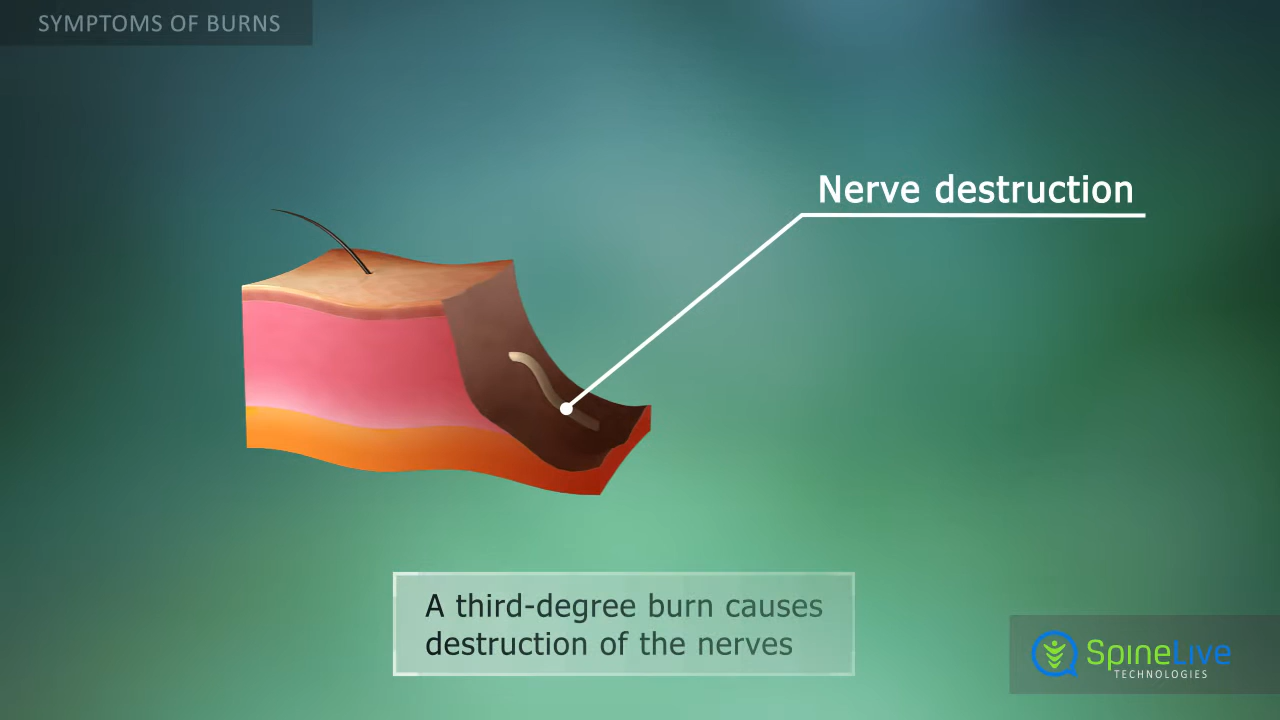 SYMPTOMS OF BURNS
Nerve destruction
A third-degree burn causes
destruction of the nerves
SpineLive
TECHNOLOGIES